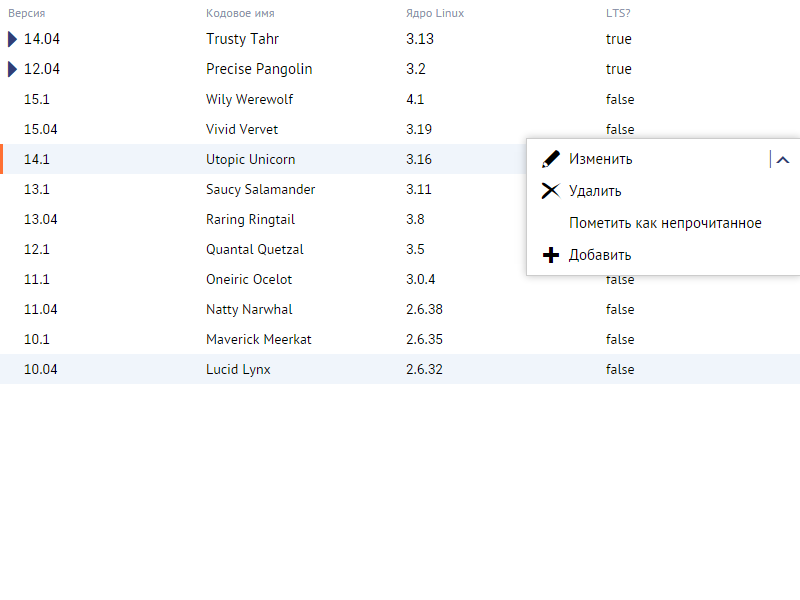 Версия Кодовое имя Ядро Linux LTS?
14.04 Trusty Tahr 3.13 true
12.04 Precise Pangolin 3.2 true
15.1 Wily Werewolf 4.1 false
15.04 Vivid Vervet 3.19 false
14.1 Utopic Unicorn 3.16 Изменить
13.1 Saucy Salamander 3.11 Удалить
13.04 Raring Ringtail 3.8 Пометить как непрочитанное
12.1 Quantal Quetzal 3.5 Добавить
11.1 Oneiric Ocelot 3.0.4 false
11.04 Natty Narwhal 2.6.38 false
10.1 Maverick Meerkat 2.6.35 false
10.04 Lucid Lynx 2.6.32 false